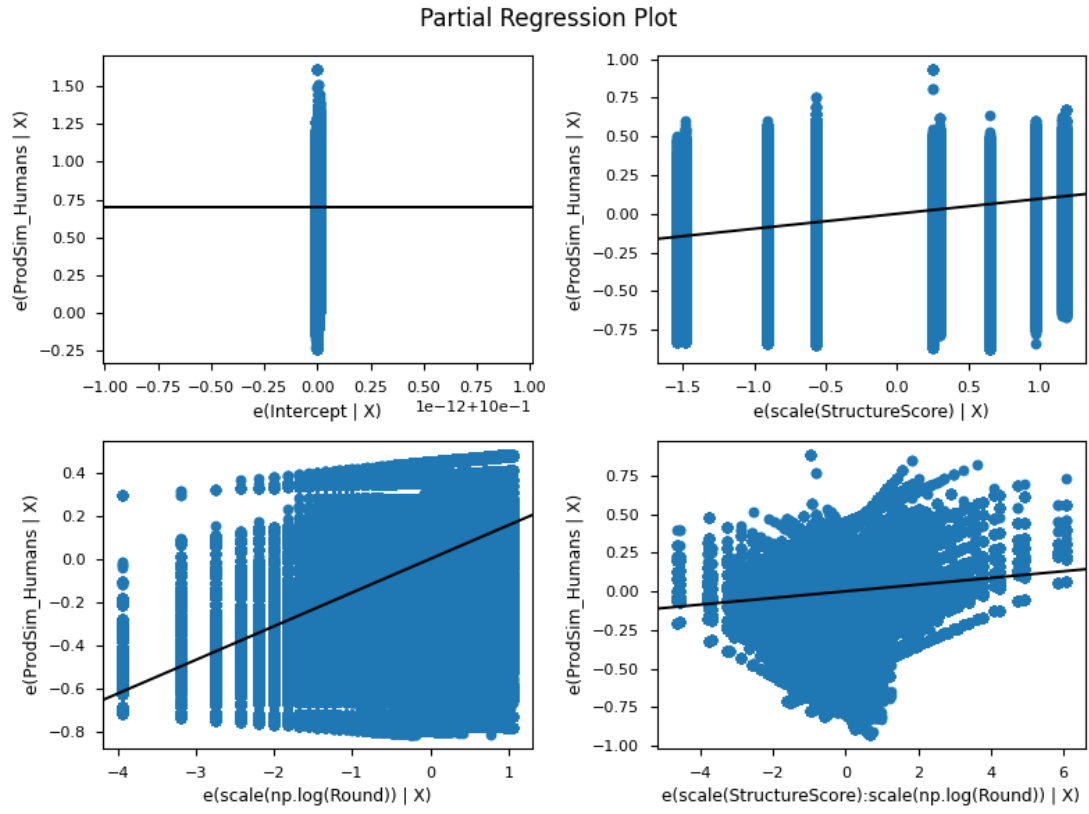 Partial Regression Plot
e(ProdSim_Humans | X)
1.50
1.25
1.00
0.75
0.50
0.25
0.00
−0.25
−1.00 −0.75 −0.50 −0.25 0.00 0.25 0.50 0.75 1.00
1e−12+10e−1
e(Intercept | X)
e(ProdSim_Humans | X)
1.00
0.75
0.50
0.25
0.00
−0.25
−0.50
−0.75
−1.5 −1.0 −0.5 0.0 0.5 1.0
e(scale(StructureScore) | X)
e(ProdSim_Humans | X)
0.4
0.2
0.0
−0.2
−0.4
−0.6
−0.8
−4 −3 −2 −1 0 1
e(scale(np.log(Round)) | X)
e(ProdSim_Humans | X)
0.75
0.50
0.25
0.00
−0.25
−0.50
−0.75
−1.00
−4 −2 0 2 4 6
e(scale(StructureScore):scale(np.log(Round)) | X)